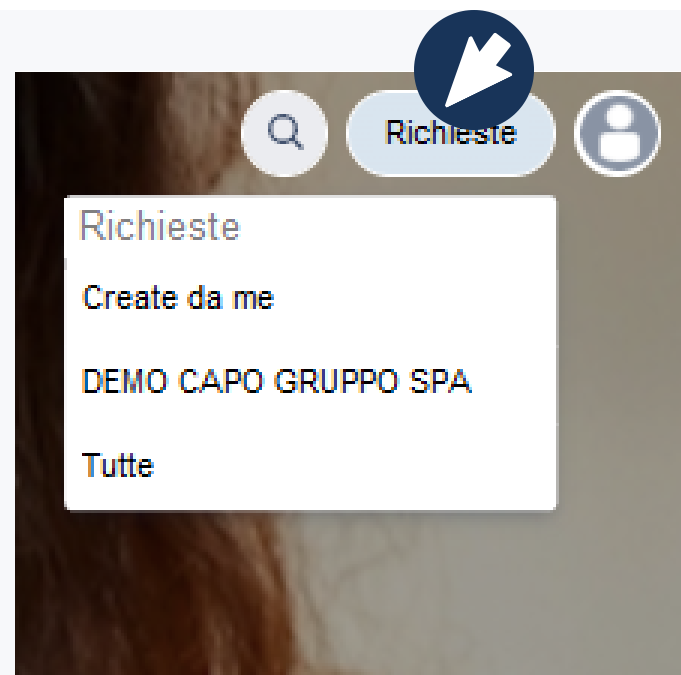 Richieste
Richieste
Create da me
DEMO CAPO GRUPPO SPA
Tutte